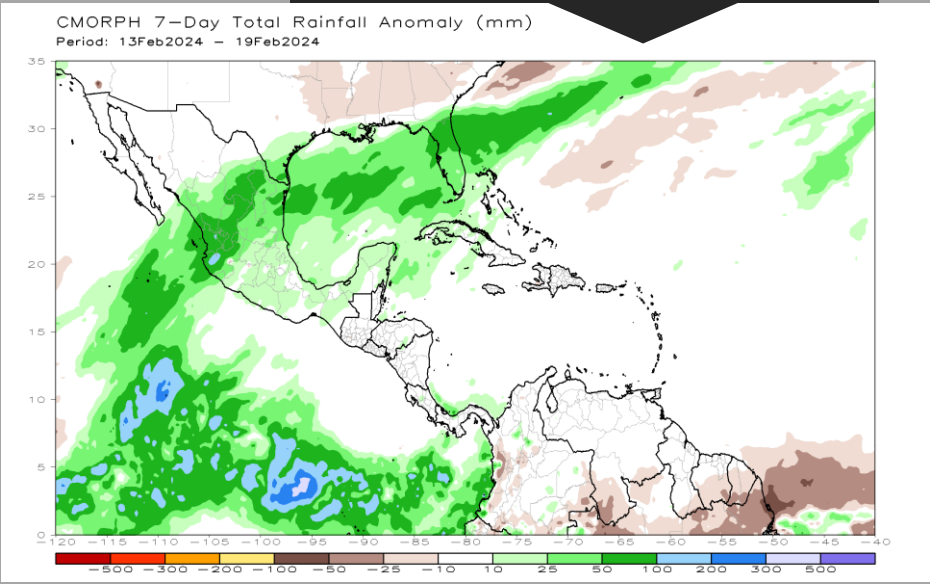 CMORPH 7-Day Total Rainfall Anomaly (mm)
Period: 13Feb2024 - 19Feb2024
35
30
25
20
15
10
5
0
-120 -115 -110 -105 -100 -95 -90 -85 -80 -75 -70 -65 -60 -55 -50 -45 -40
-500 -300 -200 -100 -50 -25 -10 10 25 50 100 200 300 500